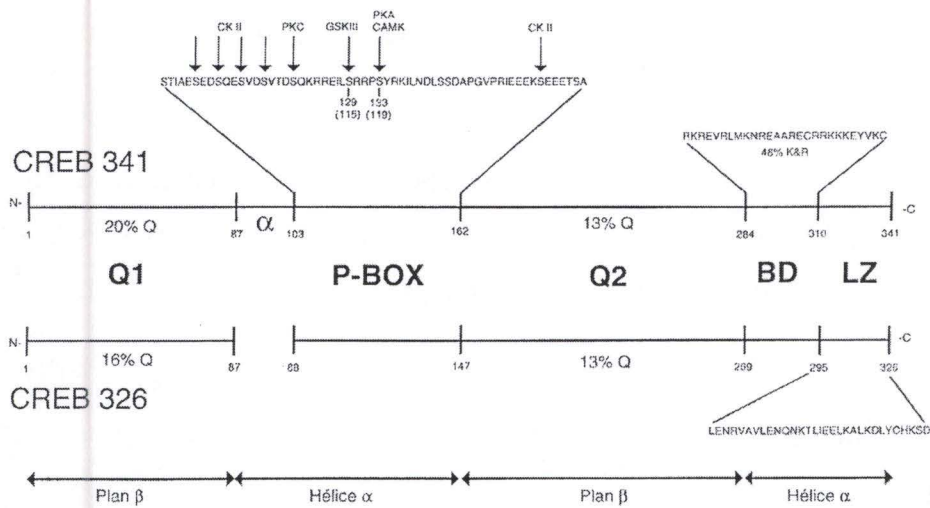 PKA
CK II PKC GSKIII CAMK CK II
STIAESEDSQESVDSVTDSQKRREILSRRPSYRKILNDLSSDAPGVPRIEEEKSEEETSA
129 133
(115) (119)
RKREVRLMKNREAARECRRKKKEYVKC
46% K&R
CREB 341
N- -C
1 20% Q 87 α 103 162 13% Q 284 310 341
Q1 P-BOX Q2 BD LZ
N- -C
1 16% Q 87 88 147 13% Q 269 295 326
CREB 326
LENRVAVLENQNKTLIEELKALKDLYCHKSD
Plan β Hélice α Plan β Hélice α